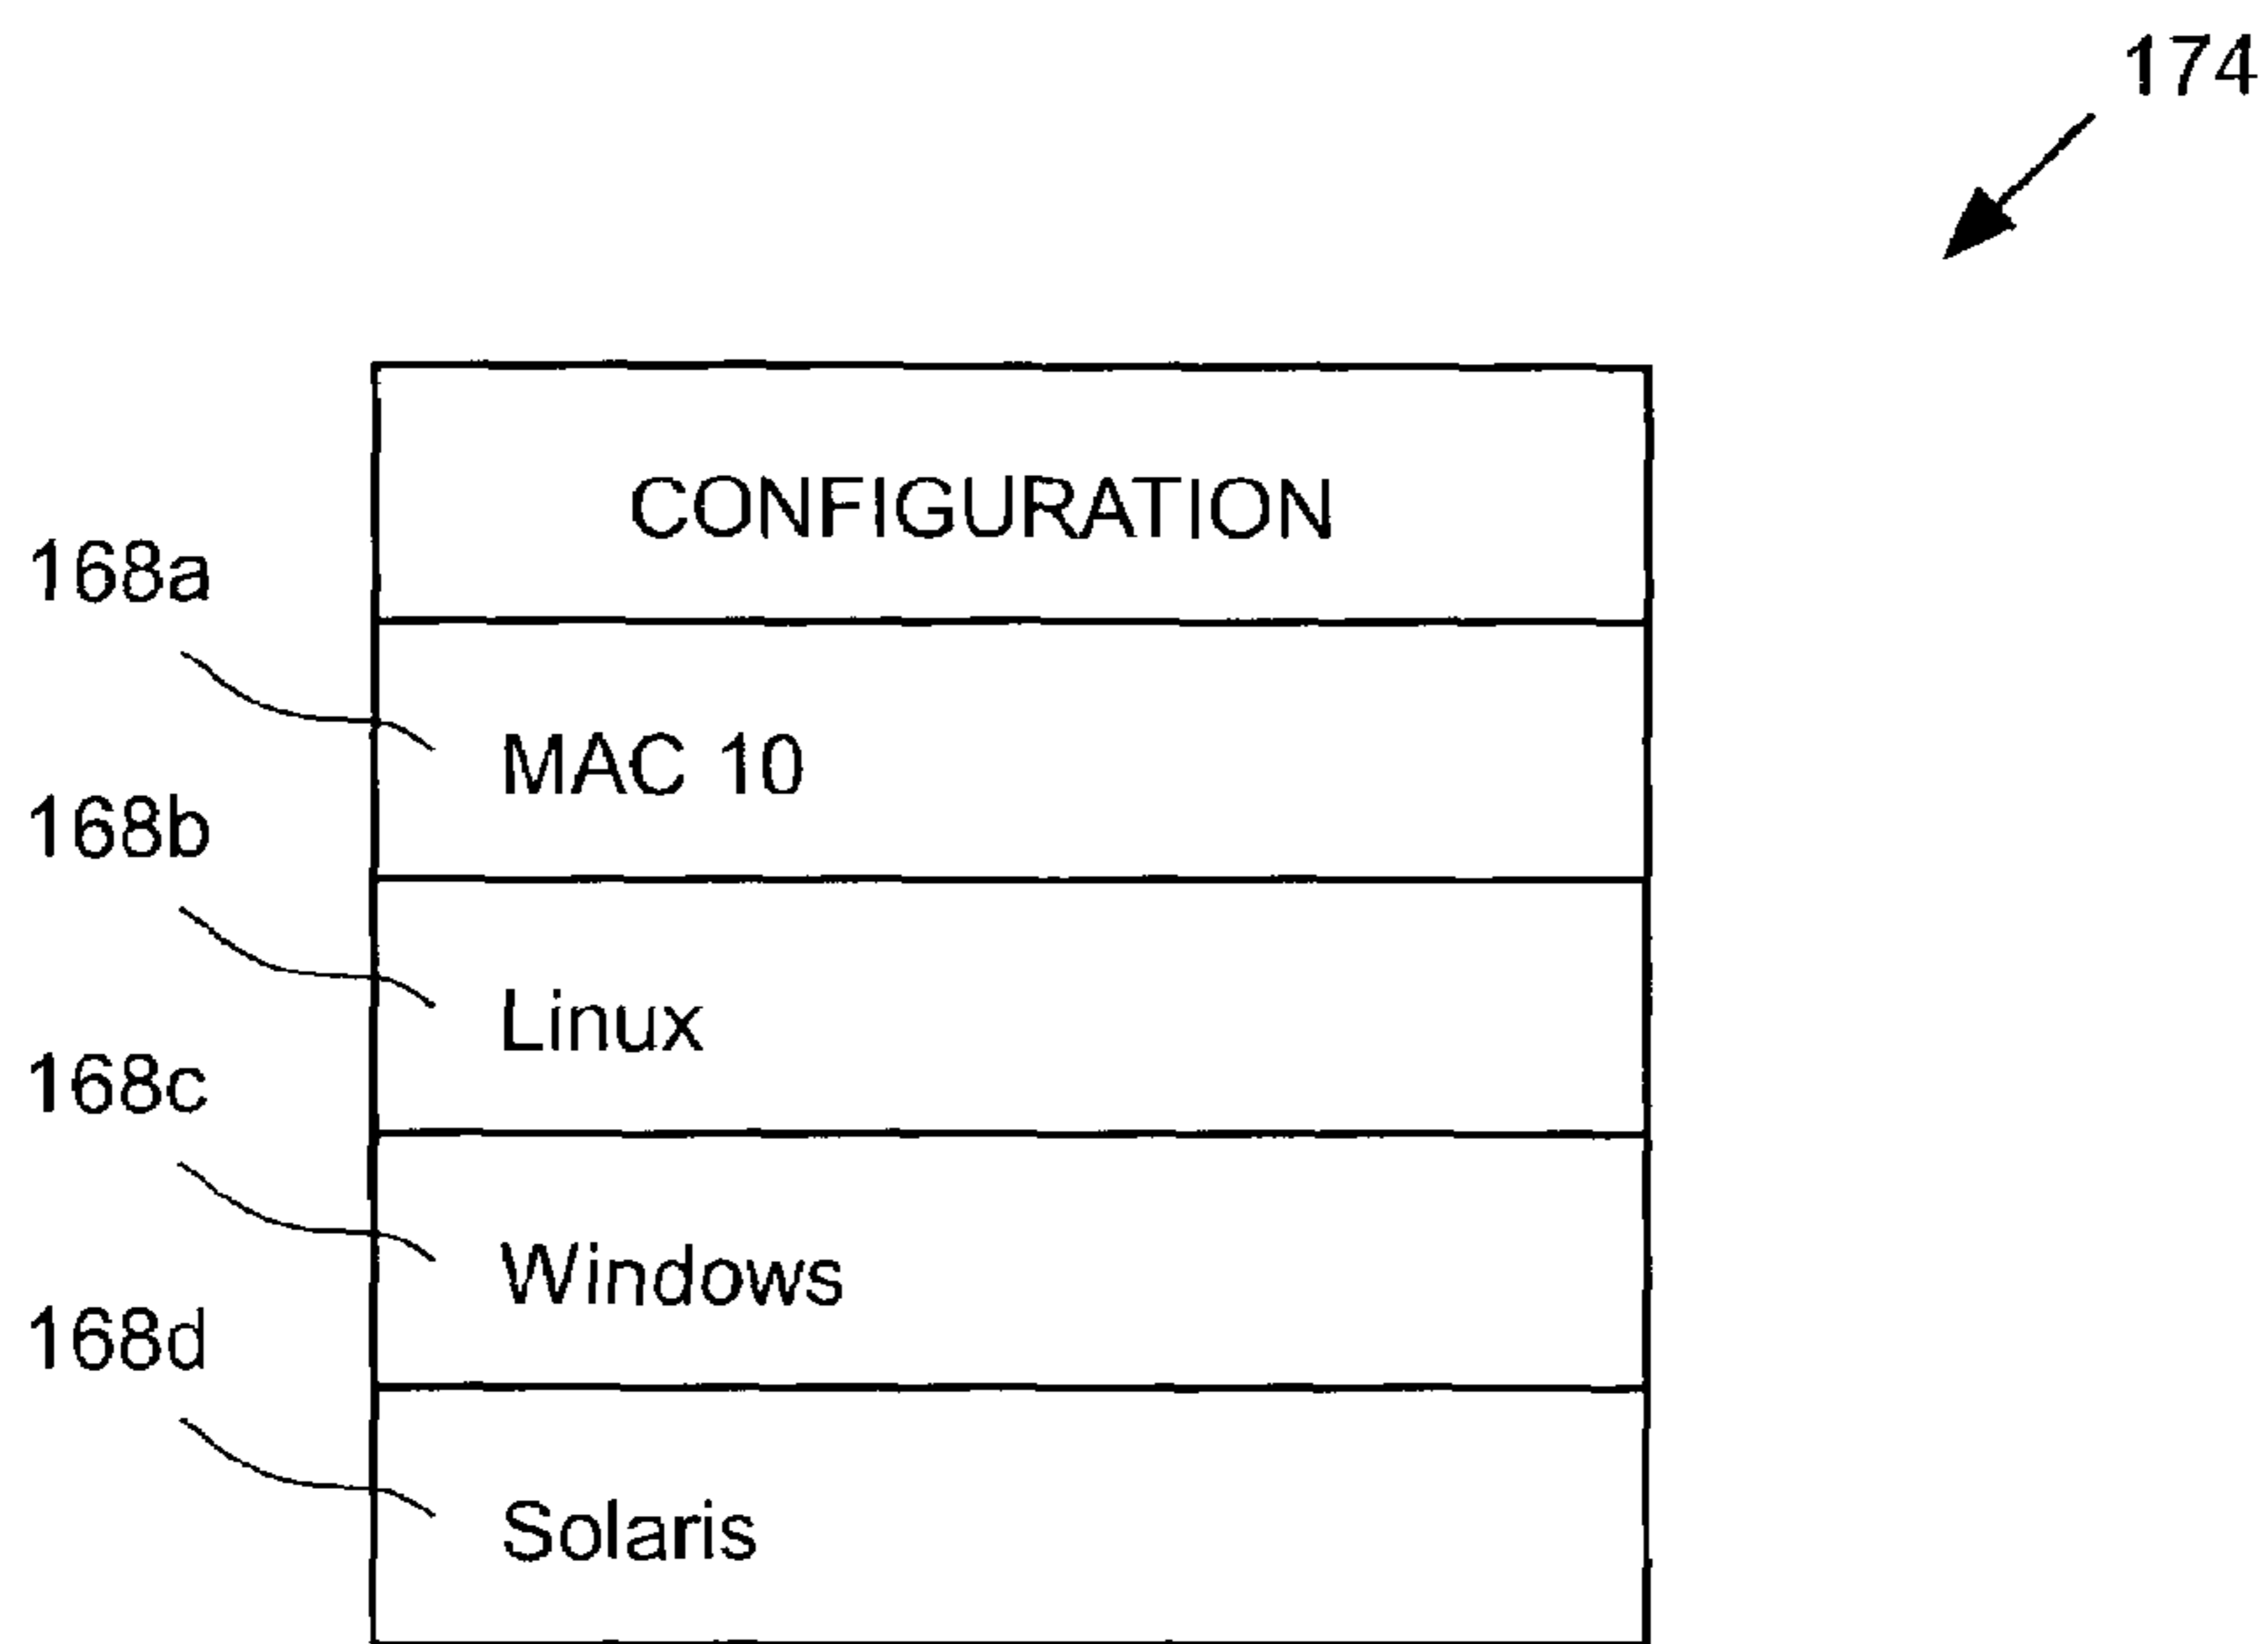 174
CONFIGURATION
168a
MAC 10
168b
Linux
168c
Windows
168d
Solaris